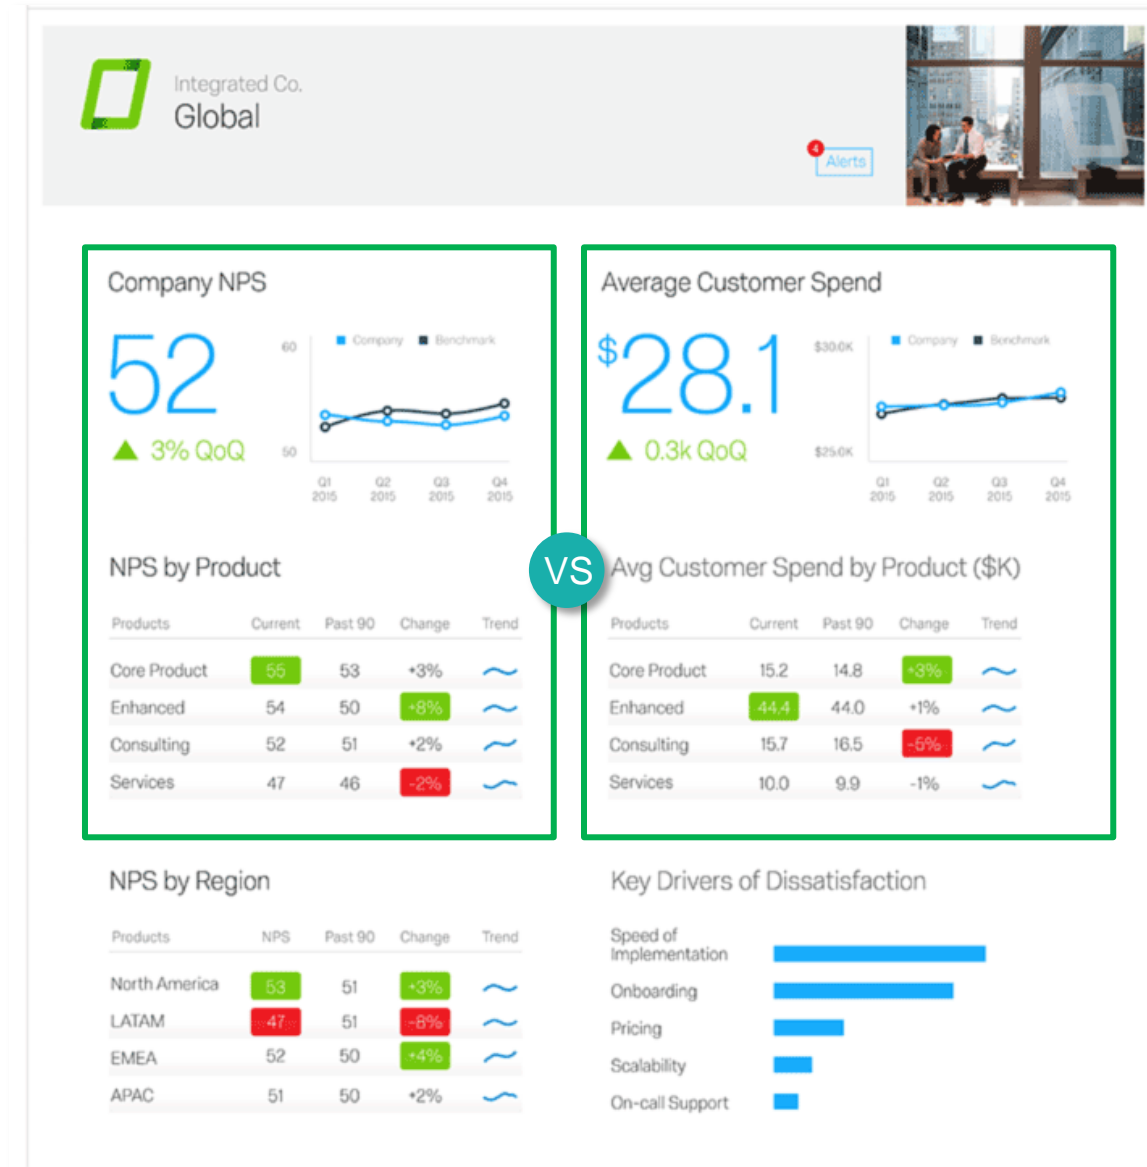 Integrated Co.
Global
4
Alerts
Company NPS
52
3% QoQ
60
50
Company Benchmark
Q1 Q2 Q3 Q4
2015 2015 2015 2015
Average Customer Spend
$28.1
0.3k QoQ
$30.0K
$25.0K
Company Benchmark
Q1 Q2 Q3 Q4
2015 2015 2015 2015
VS
NPS by Product
Products Current Past 90 Change Trend
Core Product 55 53 +3%
Enhanced 54 50 +8%
Consulting 52 51 +2%
Services 47 46 -2%
Avg Customer Spend by Product ($K)
Products Current Past 90 Change Trend
Core Product 15.2 14.8 +3%
Enhanced 44.4 44.0 +1%
Consulting 15.7 16.5 -5%
Services 10.0 9.9 -1%
NPS by Region
Products NPS Past 90 Change Trend
North America 53 51 +3%
LATAM 47 51 -8%
EMEA 52 50 +4%
APAC 51 50 +2%
Key Drivers of Dissatisfaction
Speed of
Implementation
Onboarding
Pricing
Scalability
On-call Support